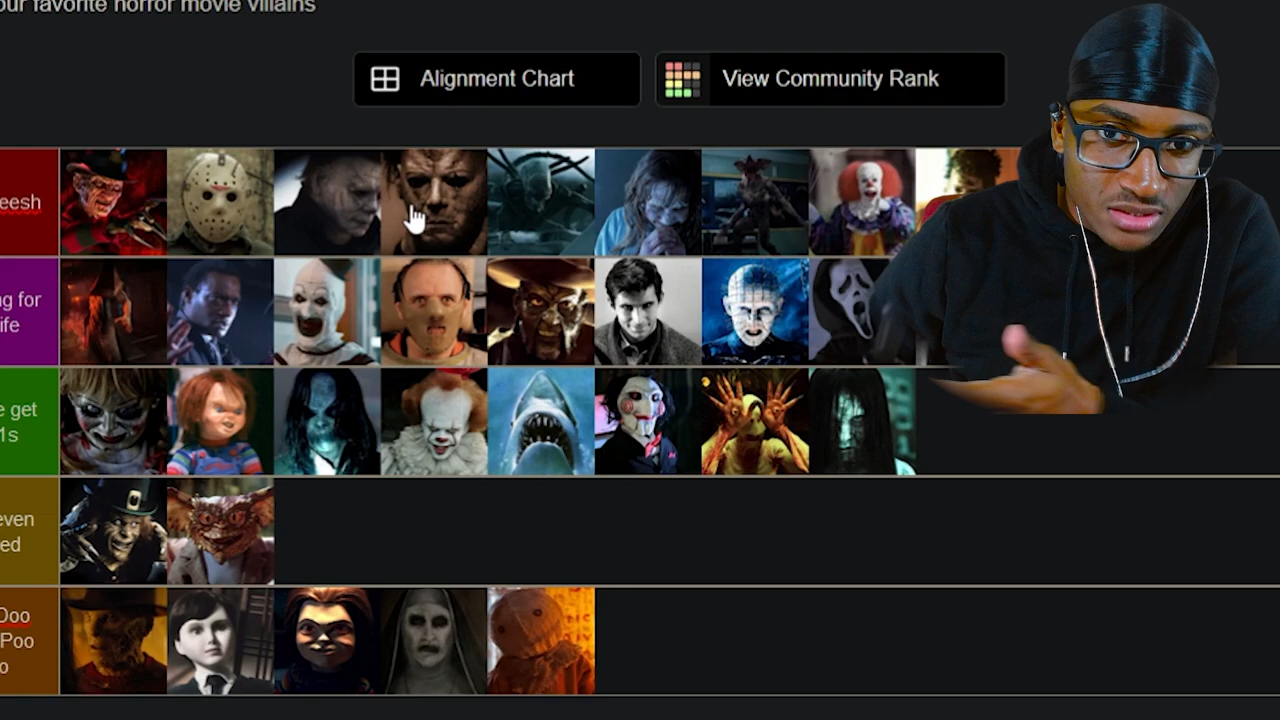 our favorite horror movie villains
Alignment Chart
View Community Rank
eesh
ng for
ife
e get
1s
even
ed
Doo
Poo
o